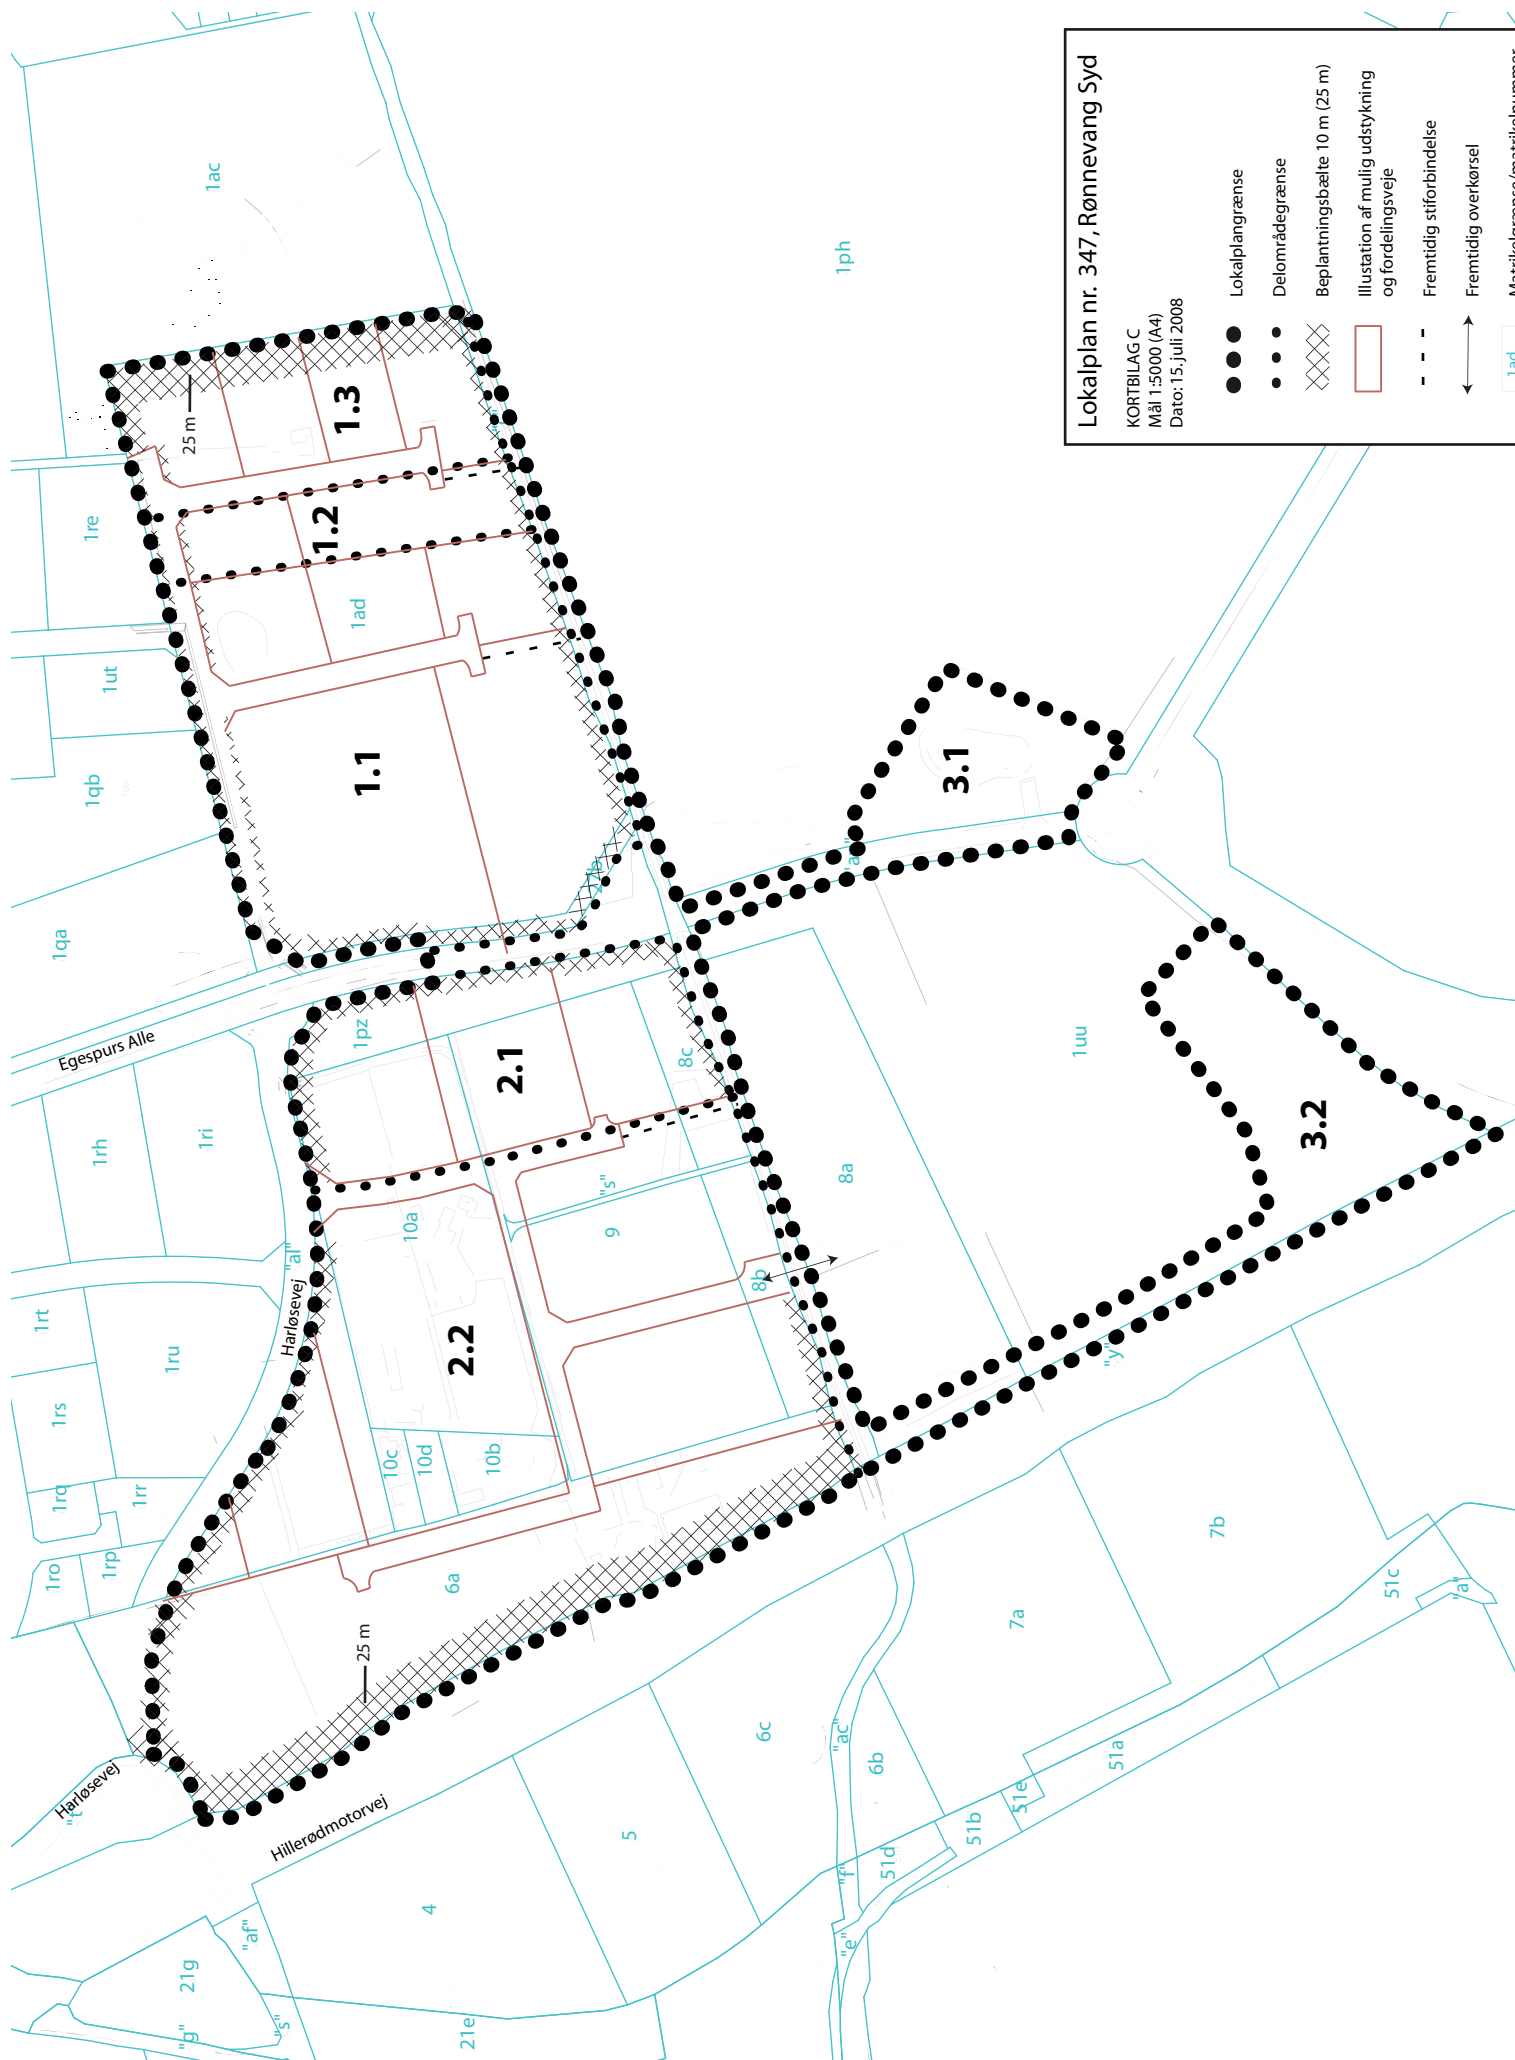 Lokalplan nr. 347, Rønnevang Syd
KORTBILAG C
Mål 1:5000 (A4)
Dato: 15. juli 2008
Lokalplangrænse
Delområdegrænse
Beplantningsbælte 10 m (25 m)
Illustation af mulig udstykning
og fordelingsveje
Fremtidig stiforbindelse
Fremtidig overkørsel
1ad
1ac
1ph
25 m
1.3
1.2
1re
1ad
1ut
1qb
1.1
1qa
3.1
Egespurs Alle
1pz
2.1
8c
1uu
3.2
1rh
1ri
"al"
10a
"s"
9
8a
8b
Harløsevej
1rt
1ru
1rs
2.2
"y"
10c
10d
10b
1rq
1rr
1ro
1rp
6a
25 m
7b
7a
51c
"a"
6c
"ac"
6b
51a
51e
51b
51d
"f"
"e"
Harløsevej
"t"
Hillerødmotorvej
5
4
"af"
21g
"g"
"s"
21e